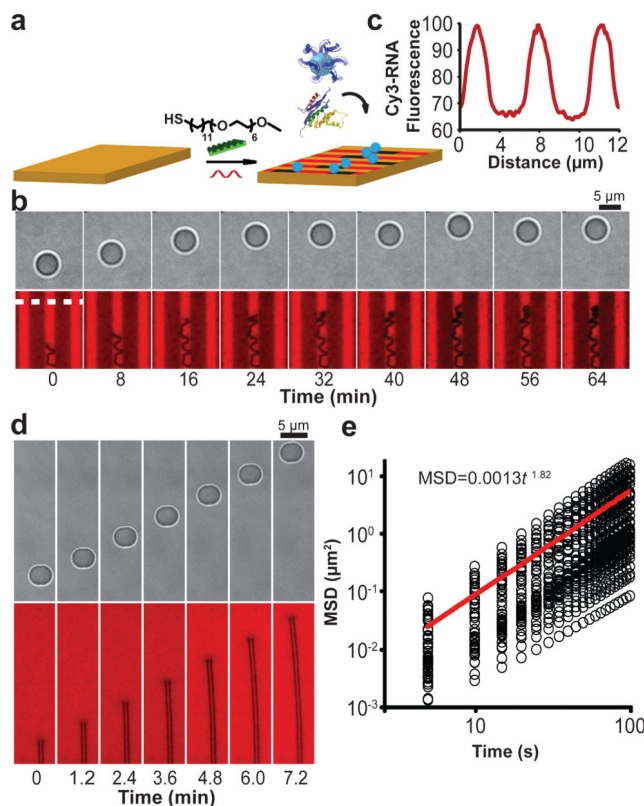 a
HS
11
O
O
6
c
Cy3-RNA
Fluorescence
100
90
80
70
60
0 4 8 12
Distance (µm)
b
5 µm
0 8 16 24 32 40 48 56 64
Time (min)
d
5 µm
0 1.2 2.4 3.6 4.8 6.0 7.2
Time (min)
e
MSD=0.0013t 1.82
MSD (µm²)
10¹
10⁰
10⁻¹
10⁻²
10⁻³
10 100
Time (s)